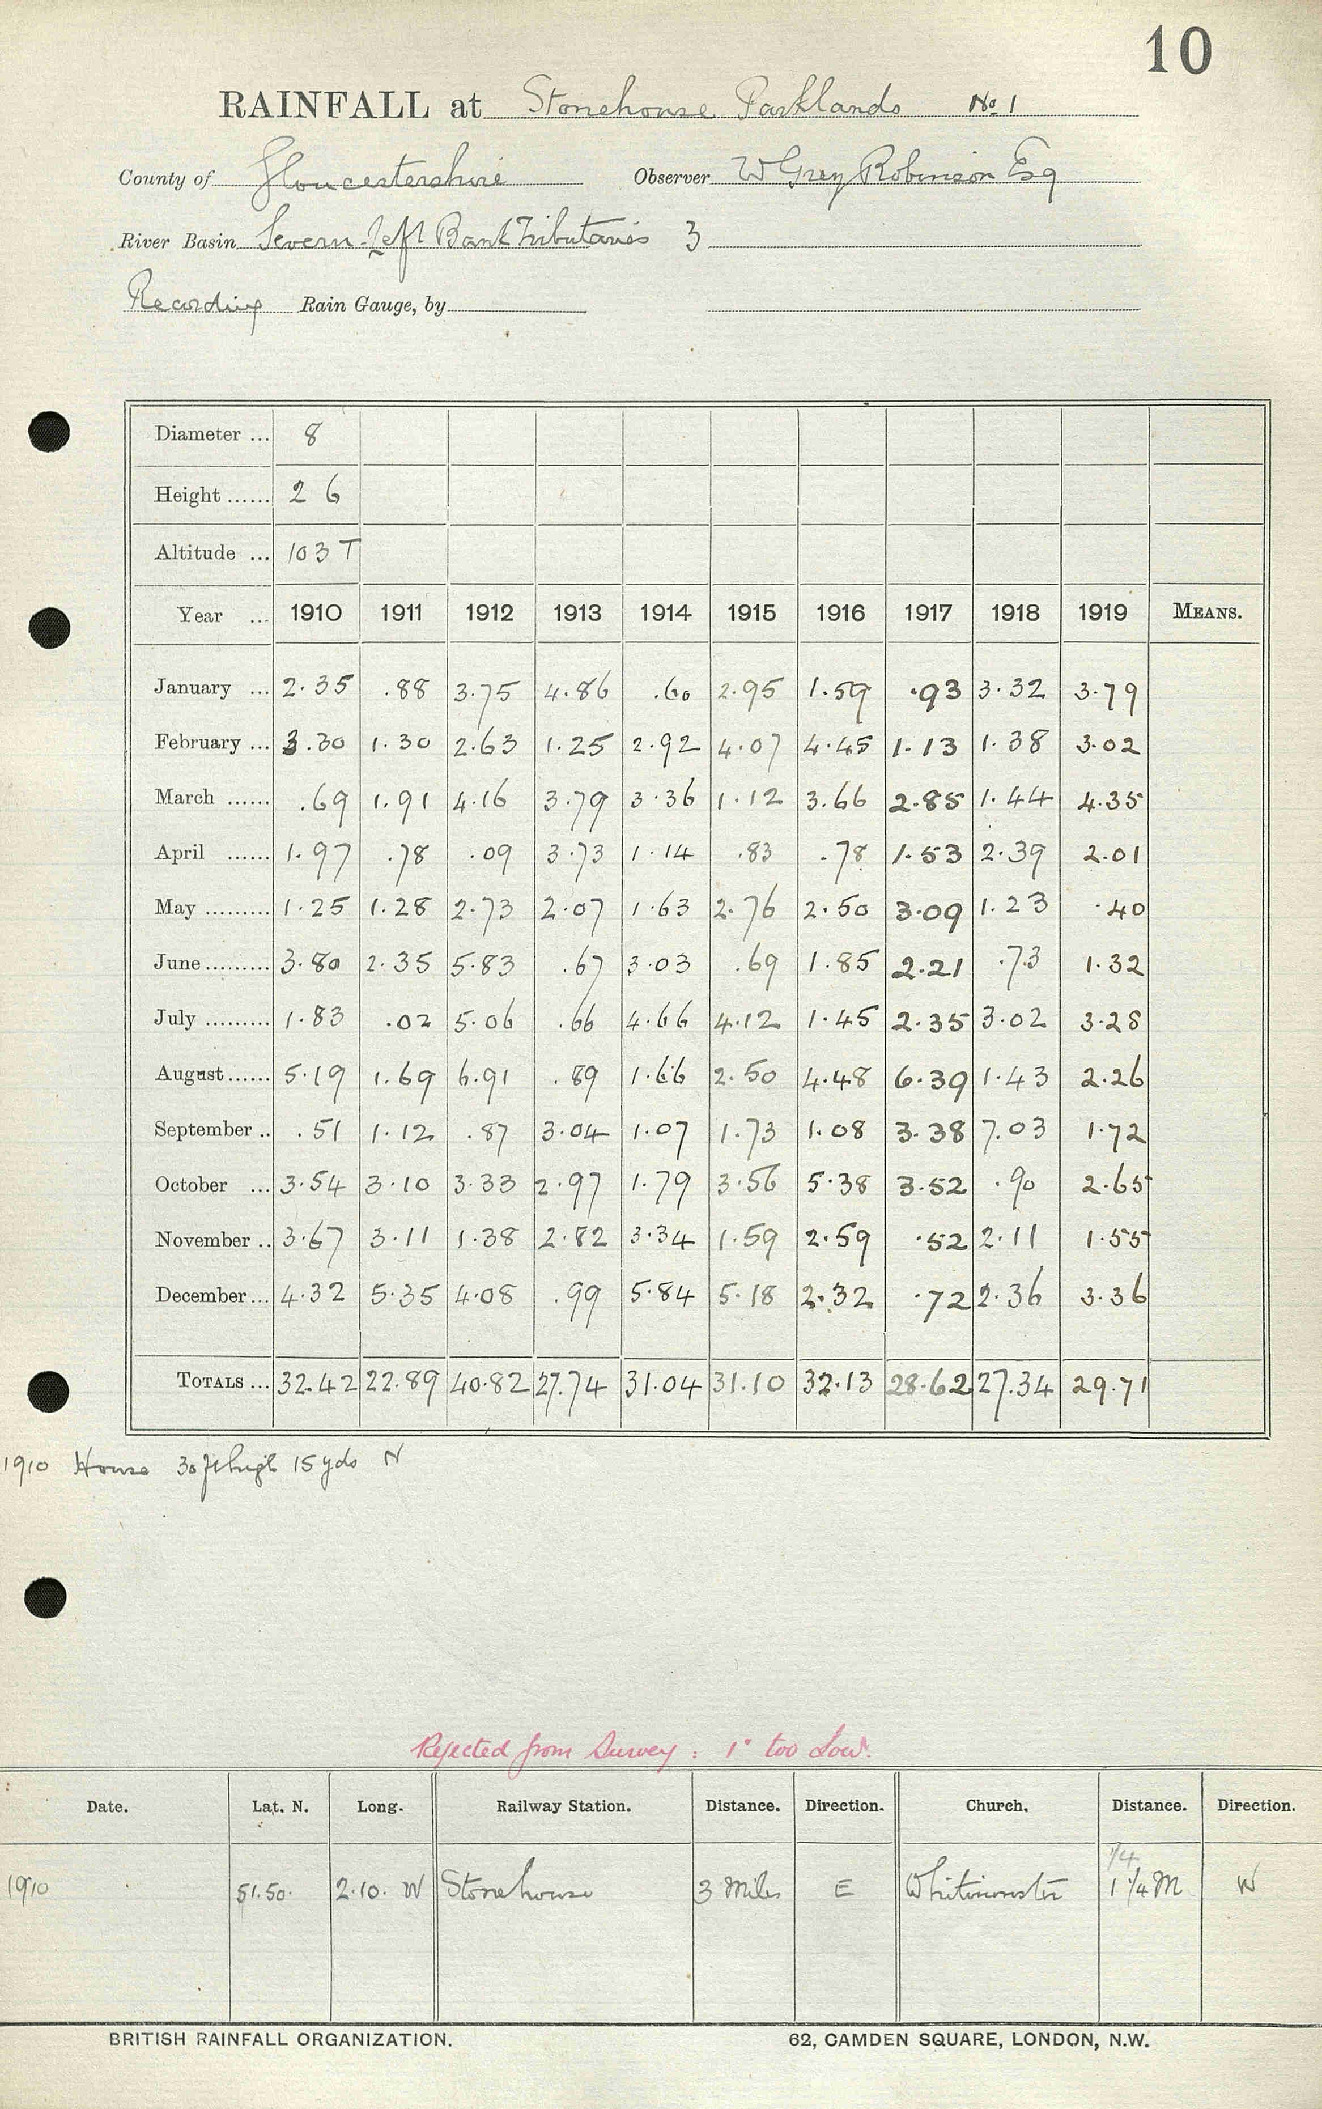 10
RAINFALL at Stonehouse Parklands No. 1
County of Gloucestershire Observer W Grey Robinson Esq
River Basin Severn-Left Bank Tributaries 3
Recording Rain Gauge, by
Diameter ... 8
Height ...... 2 6
Altitude ... 103 T
Year ... 1910 1911 1912 1913 1914 1915 1916 1917 1918 1919 MEANS.
January ... 2.35 .88 3.75 4.86 .60 2.95 1.59 .93 3.32 3.79
February ... 3.30 1.30 2.63 1.25 2.92 4.07 4.45 1.13 1.38 3.02
March ...... .69 1.91 4.16 3.79 3.36 1.12 3.66 2.85 1.44 4.35
April ...... 1.97 .78 .09 3.73 1.14 .83 .78 1.53 2.39 2.01
May ......... 1.25 1.28 2.73 2.07 1.63 2.76 2.50 3.09 1.23 .40
June ......... 3.80 2.35 5.83 .67 3.03 .69 1.85 2.21 .73 1.32
July ......... 1.83 .02 5.06 .66 4.66 4.12 1.45 2.35 3.02 3.28
August ...... 5.19 1.69 6.91 .89 1.66 2.50 4.48 6.39 1.43 2.26
September .. .51 1.12 .87 3.04 1.07 1.73 1.08 3.38 7.03 1.72
October ... 3.54 3.10 3.33 2.97 1.79 3.56 5.38 3.52 .90 2.65
November .. 3.67 3.11 1.38 2.82 3.34 1.59 2.59 .52 2.11 1.55
December ... 4.32 5.35 4.08 .99 5.84 5.18 2.32 .72 2.36 3.36
TOTALS ... 32.42 22.89 40.82 27.74 31.04 31.10 32.13 28.62 27.34 29.71
1910 House 30 ft high 15 yds N
Rejected from Survey : 1" too low.
Date. Lat. N. Long. Railway Station. Distance. Direction. Church. Distance. Direction.
1/4
1910 51.50. 2.10. W Stonehouse 3 Miles E Whitminster 1 1/4 M W
BRITISH RAINFALL ORGANIZATION. 62, CAMDEN SQUARE, LONDON, N.W.